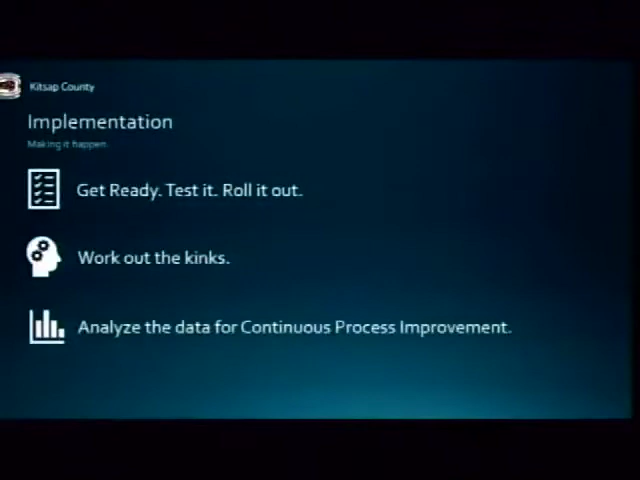 Kitsap County
Implementation
Making it happen.
Get Ready. Test it. Roll it out.
Work out the kinks.
Analyze the data for Continuous Process Improvement.